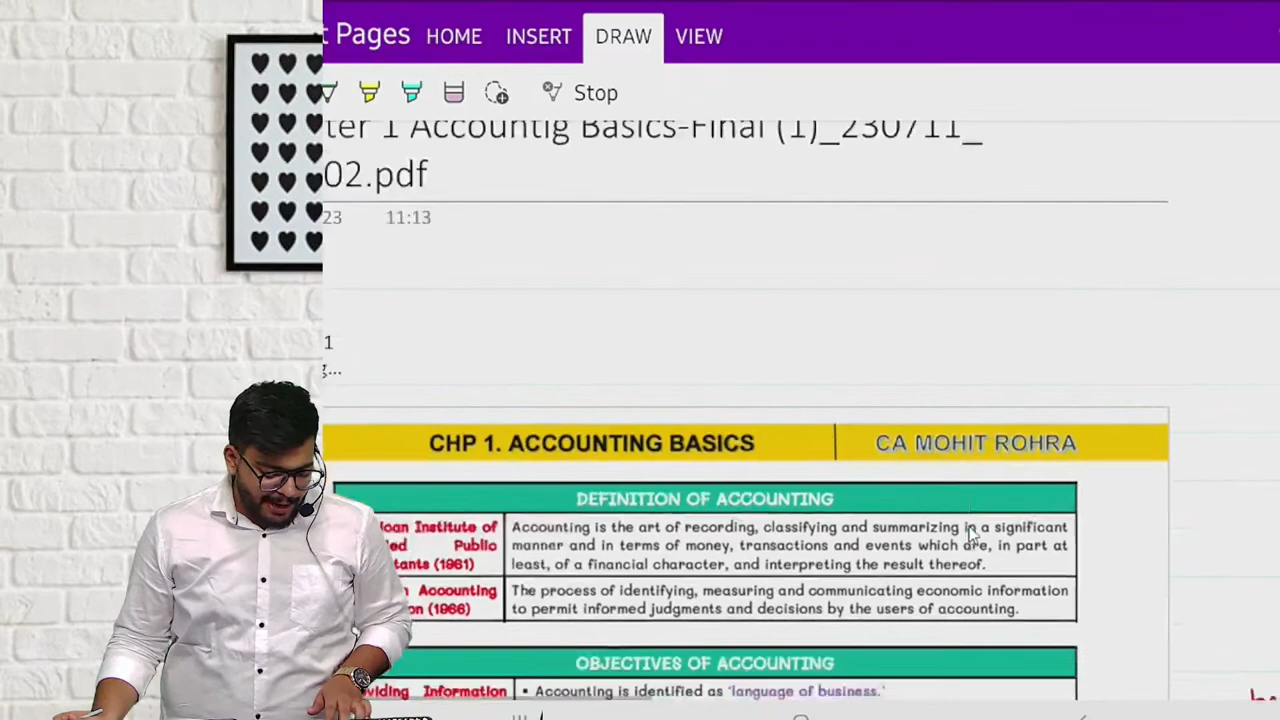 t Pages HOME INSERT DRAW VIEW
Stop
ter 1 Accountig Basics-Final (1)_230711_
02.pdf
23 11:13
1
g...
CHP 1. ACCOUNTING BASICS CA MOHIT ROHRA
DEFINITION OF ACCOUNTING
ican Institute of Accounting is the art of recording, classifying and summarizing in a significant
ied Public manner and in terms of money, transactions and events which are, in part at
tants (1961) least, of a financial character, and interpreting the result thereof.
n Accounting The process of identifying, measuring and communicating economic information
on (1966) to permit informed judgments and decisions by the users of accounting.
OBJECTIVES OF ACCOUNTING
viding Information • Accounting is identified as 'language of business.'